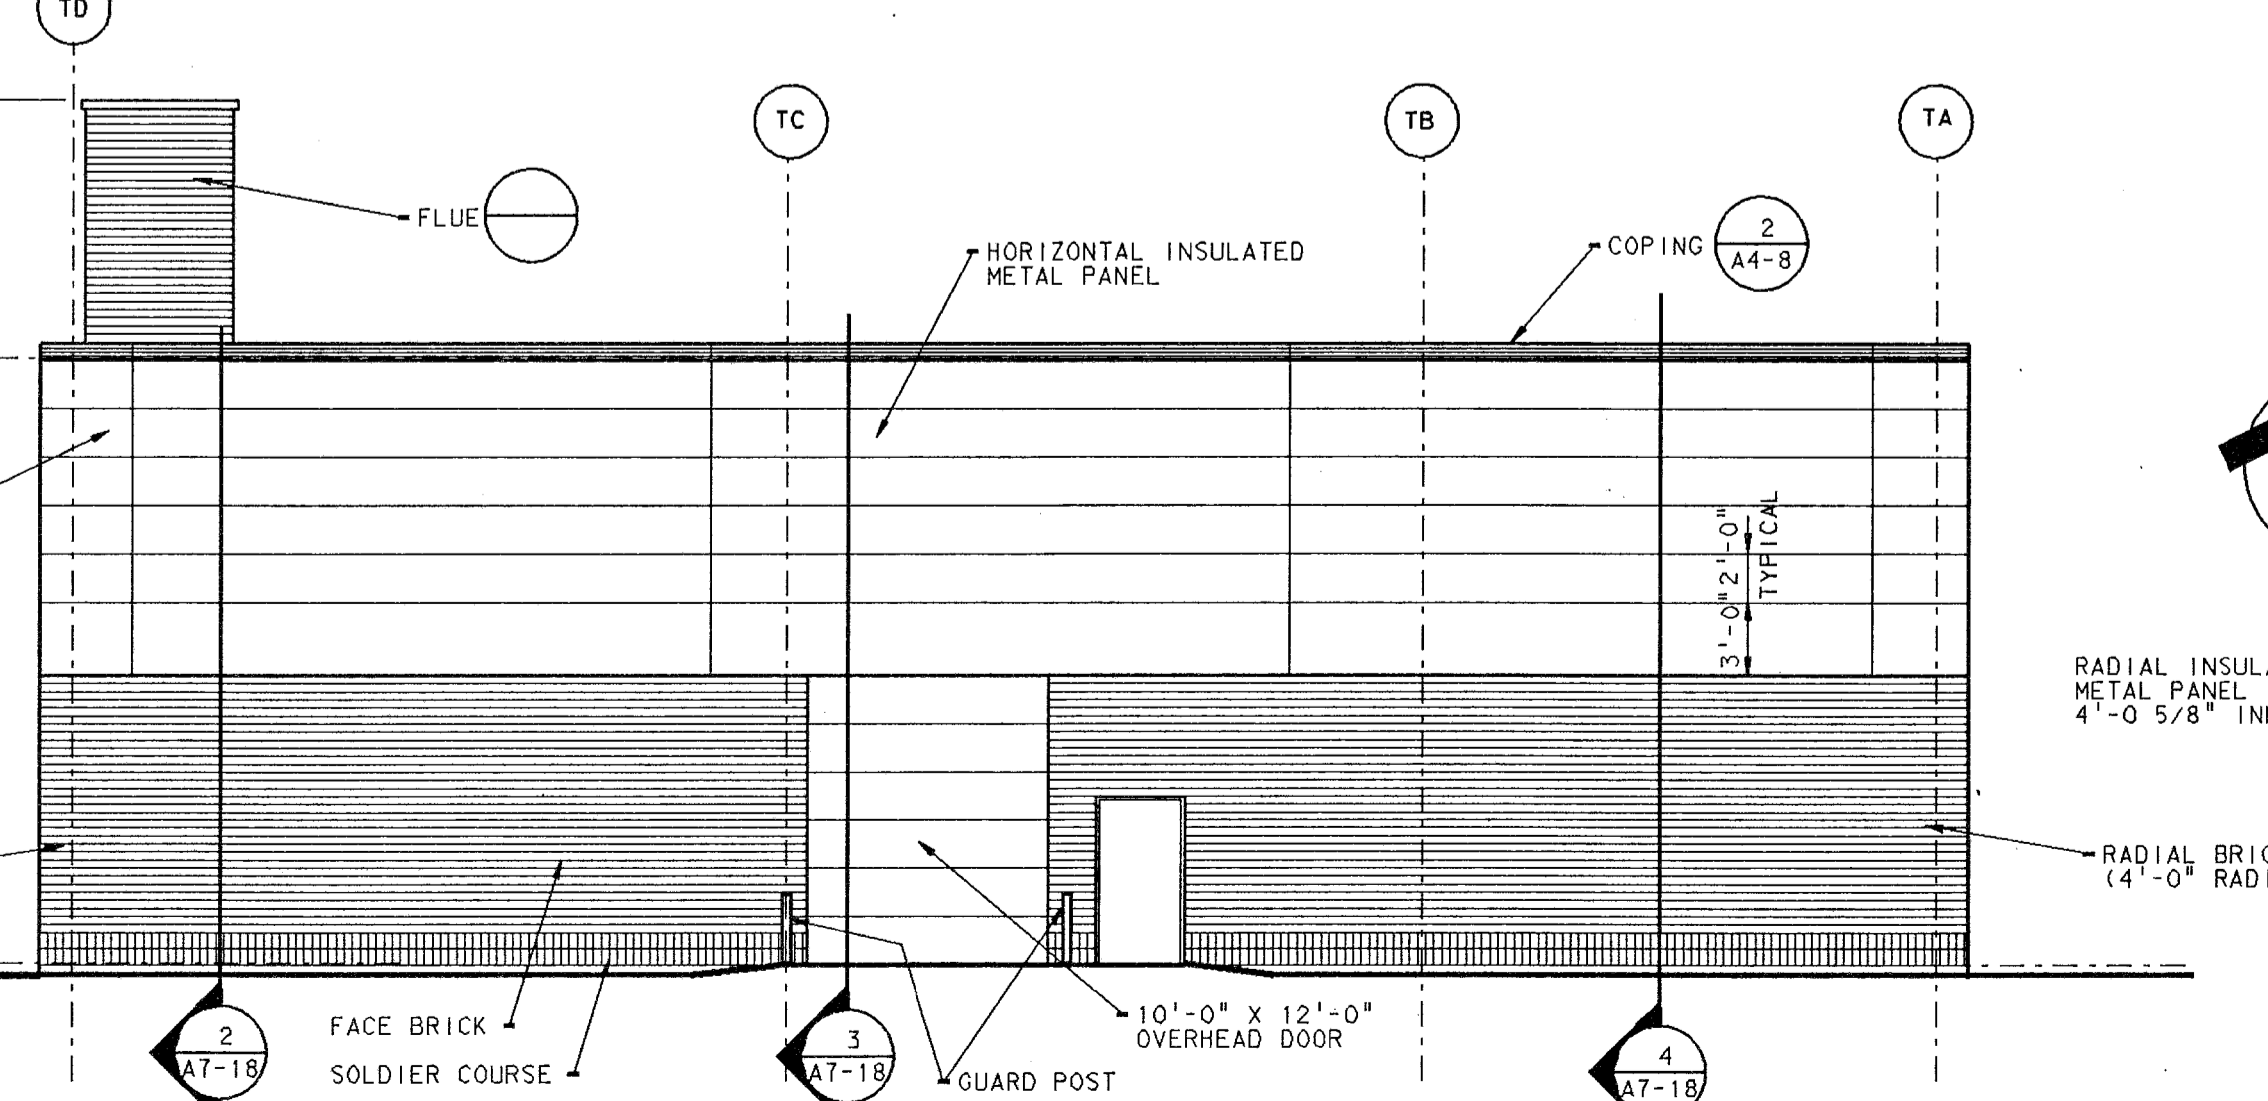 TD
TC
TB
TA
FLUE
HORIZONTAL INSULATED
METAL PANEL
COPING
2
A4-8
3'-0" 2'-0"
TYPICAL
RADIAL INSULA
METAL PANEL
4'-0 5/8" IN
RADIAL BRIC
(4'-0" RADI
10'-0" X 12'-0"
OVERHEAD DOOR
FACE BRICK
SOLDIER COURSE
GUARD POST
2
A7-18
3
A7-18
4
A7-18